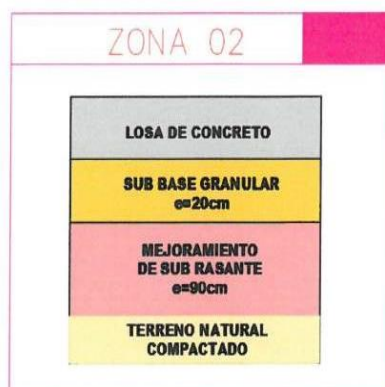 ZONA 02
LOSA DE CONCRETO
SUB BASE GRANULAR
e=20cm
MEJORAMIENTO
DE SUB RASANTE
e=90cm
TERRENO NATURAL
COMPACTADO